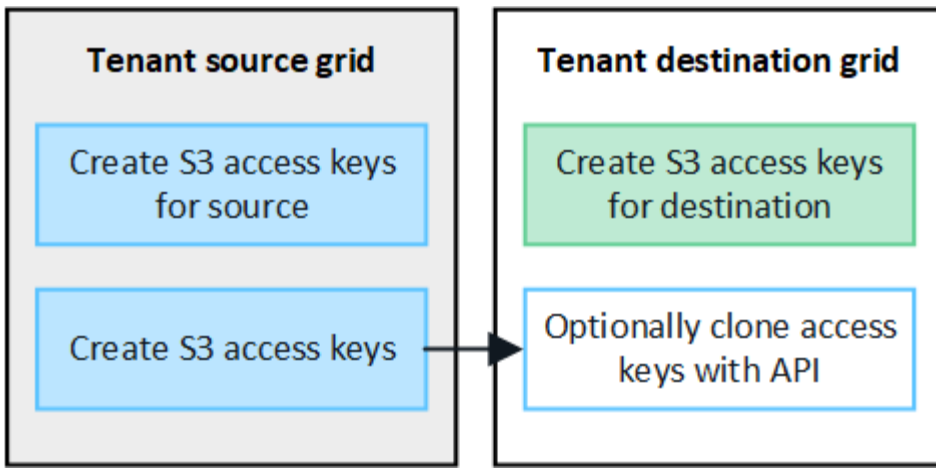 Tenant source grid
Create S3 access keys
for source
Create S3 access keys
Tenant destination grid
Create S3 access keys
for destination
Optionally clone access
keys with API